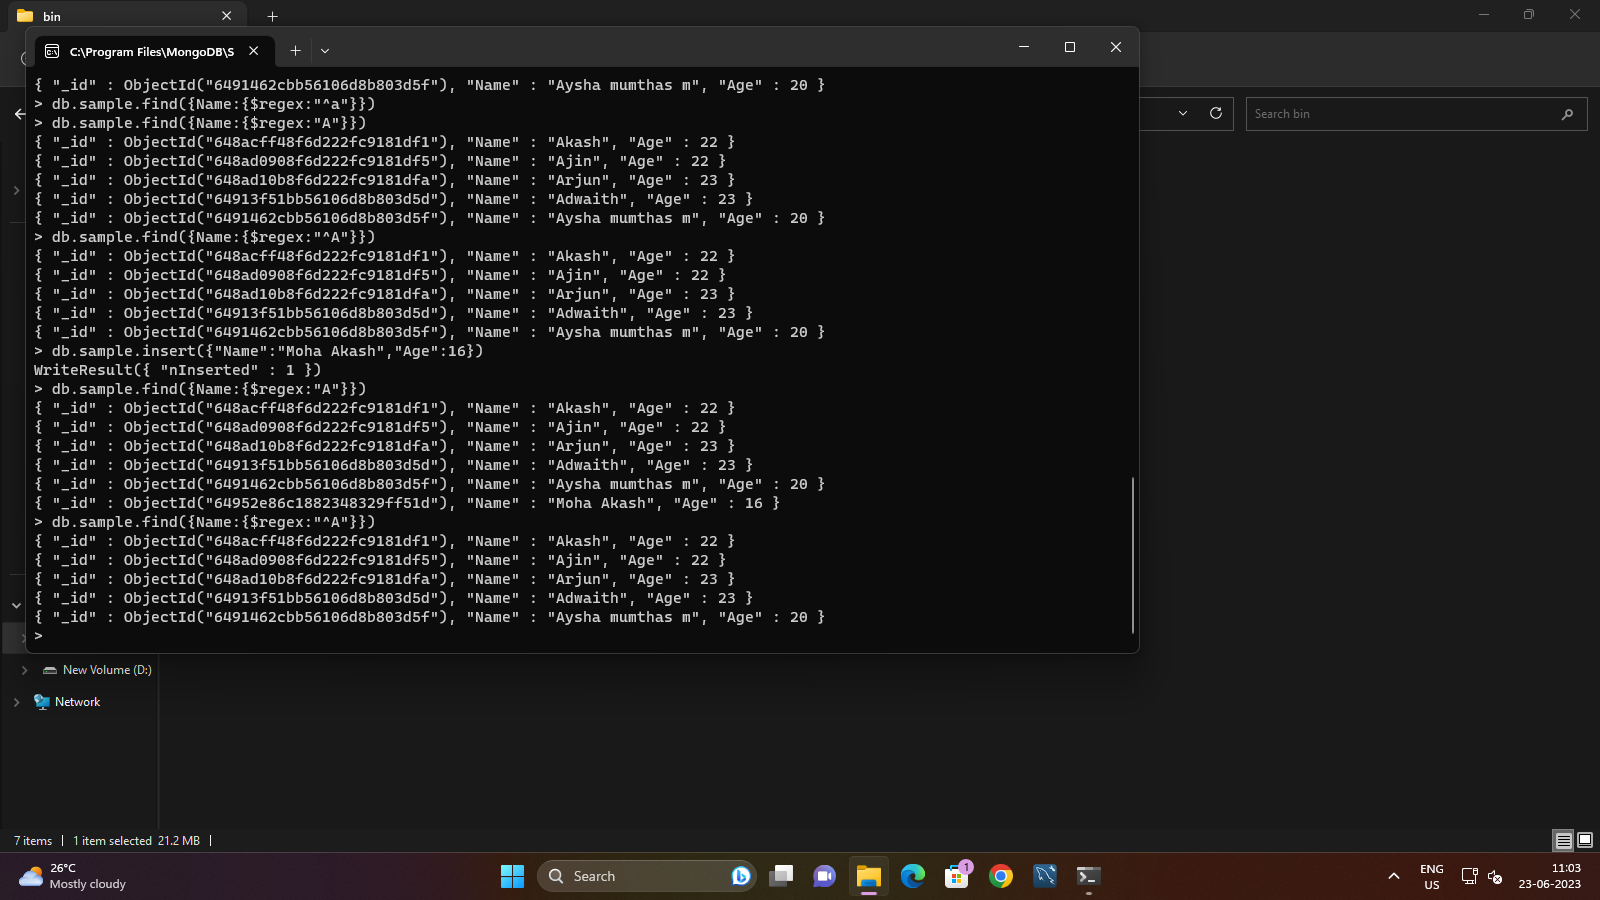 bin
C:\Program Files\MongoDB\S
{ "_id" : ObjectId("6491462cbb56106d8b803d5f"), "Name" : "Aysha mumthas m", "Age" : 20 }
> db.sample.find({Name:{$regex:"^a"}})
> db.sample.find({Name:{$regex:"A"}})
{ "_id" : ObjectId("648acff48f6d222fc9181df1"), "Name" : "Akash", "Age" : 22 }
{ "_id" : ObjectId("648ad0908f6d222fc9181df5"), "Name" : "Ajin", "Age" : 22 }
{ "_id" : ObjectId("648ad10b8f6d222fc9181dfa"), "Name" : "Arjun", "Age" : 23 }
{ "_id" : ObjectId("64913f51bb56106d8b803d5d"), "Name" : "Adwaith", "Age" : 23 }
{ "_id" : ObjectId("6491462cbb56106d8b803d5f"), "Name" : "Aysha mumthas m", "Age" : 20 }
> db.sample.find({Name:{$regex:"^A"}})
{ "_id" : ObjectId("648acff48f6d222fc9181df1"), "Name" : "Akash", "Age" : 22 }
{ "_id" : ObjectId("648ad0908f6d222fc9181df5"), "Name" : "Ajin", "Age" : 22 }
{ "_id" : ObjectId("648ad10b8f6d222fc9181dfa"), "Name" : "Arjun", "Age" : 23 }
{ "_id" : ObjectId("64913f51bb56106d8b803d5d"), "Name" : "Adwaith", "Age" : 23 }
{ "_id" : ObjectId("6491462cbb56106d8b803d5f"), "Name" : "Aysha mumthas m", "Age" : 20 }
> db.sample.insert({"Name":"Moha Akash","Age":16})
WriteResult({ "nInserted" : 1 })
> db.sample.find({Name:{$regex:"A"}})
{ "_id" : ObjectId("648acff48f6d222fc9181df1"), "Name" : "Akash", "Age" : 22 }
{ "_id" : ObjectId("648ad0908f6d222fc9181df5"), "Name" : "Ajin", "Age" : 22 }
{ "_id" : ObjectId("648ad10b8f6d222fc9181dfa"), "Name" : "Arjun", "Age" : 23 }
{ "_id" : ObjectId("64913f51bb56106d8b803d5d"), "Name" : "Adwaith", "Age" : 23 }
{ "_id" : ObjectId("6491462cbb56106d8b803d5f"), "Name" : "Aysha mumthas m", "Age" : 20 }
{ "_id" : ObjectId("64952e86c1882348329ff51d"), "Name" : "Moha Akash", "Age" : 16 }
> db.sample.find({Name:{$regex:"^A"}})
{ "_id" : ObjectId("648acff48f6d222fc9181df1"), "Name" : "Akash", "Age" : 22 }
{ "_id" : ObjectId("648ad0908f6d222fc9181df5"), "Name" : "Ajin", "Age" : 22 }
{ "_id" : ObjectId("648ad10b8f6d222fc9181dfa"), "Name" : "Arjun", "Age" : 23 }
{ "_id" : ObjectId("64913f51bb56106d8b803d5d"), "Name" : "Adwaith", "Age" : 23 }
{ "_id" : ObjectId("6491462cbb56106d8b803d5f"), "Name" : "Aysha mumthas m", "Age" : 20 }
>
Search bin
New Volume (D:)
Network
7 items | 1 item selected 21.2 MB |
26°C
Mostly cloudy
Search
1
ENG
US
11:03
23-06-2023